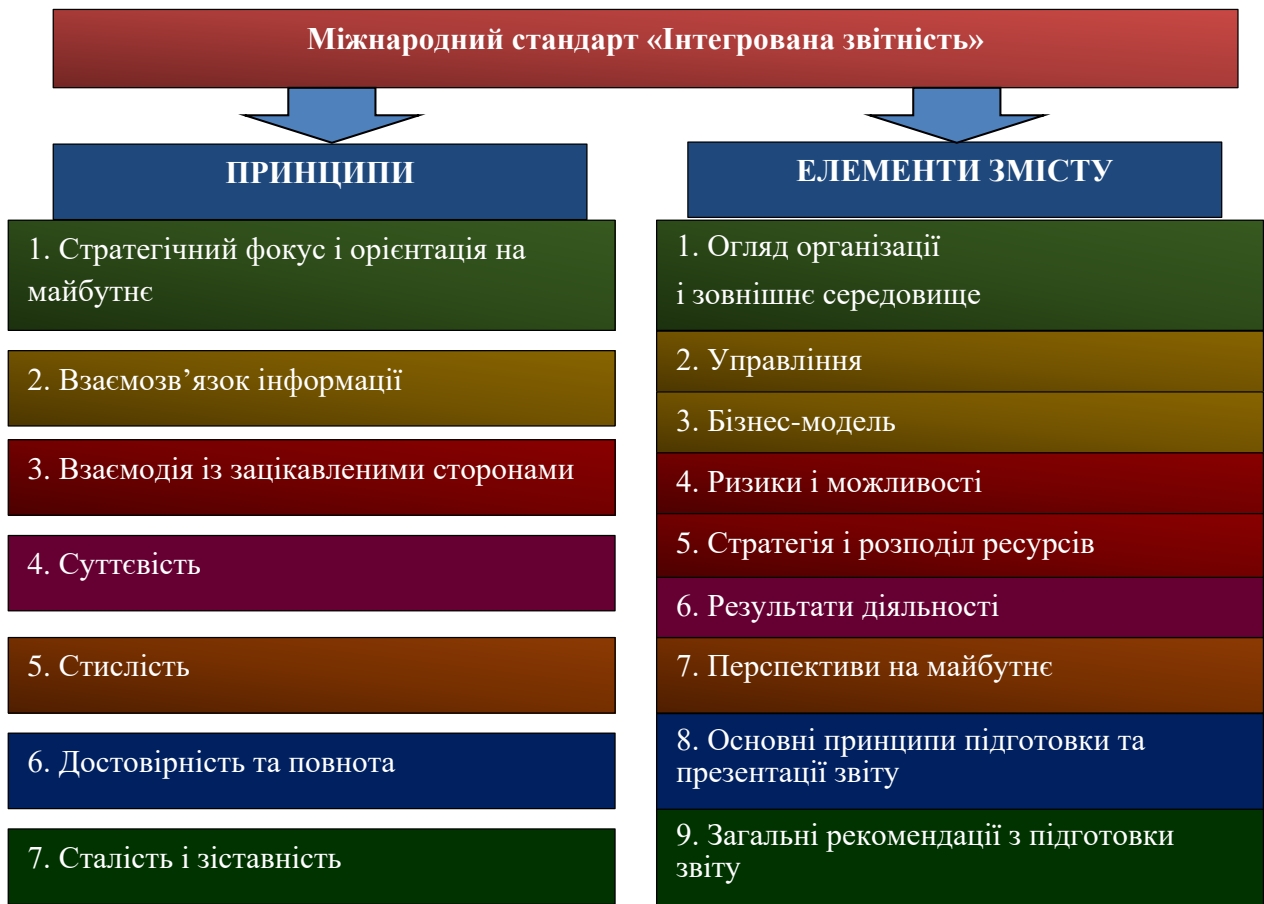 Міжнародний стандарт «Інтегрована звітність»
ПРИНЦИПИ
1. Стратегічний фокус і орієнтація на
майбутнє
2. Взаємозв’язок інформації
3. Взаємодія із зацікавленими сторонами
4. Суттєвість
5. Стислість
6. Достовірність та повнота
7. Сталість і зіставність
ЕЛЕМЕНТИ ЗМІСТУ
1. Огляд організації
і зовнішнє середовище
2. Управління
3. Бізнес-модель
4. Ризики і можливості
5. Стратегія і розподіл ресурсів
6. Результати діяльності
7. Перспективи на майбутнє
8. Основні принципи підготовки та
презентації звіту
9. Загальні рекомендації з підготовки
звіту